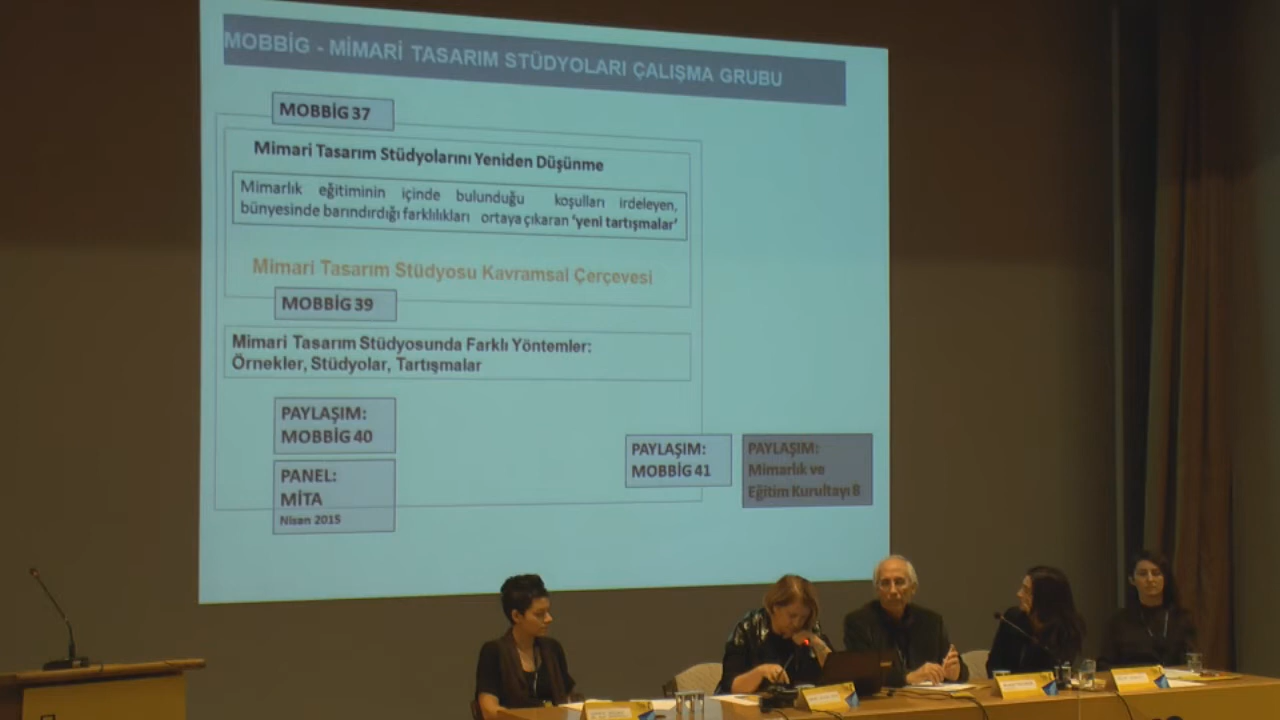 MOBBİG - MİMARİ TASARIM STÜDYOLARI ÇALIŞMA GRUBU
MOBBİG 37
Mimari Tasarım Stüdyolarını Yeniden Düşünme
Mimarlık eğitiminin içinde bulunduğu koşulları irdeleyen,
bünyesinde barındırdığı farklılıkları ortaya çıkaran 'yeni tartışmalar'
Mimari Tasarım Stüdyosu Kavramsal Çerçevesi
MOBBİG 39
Mimari Tasarım Stüdyosunda Farklı Yöntemler:
Örnekler, Stüdyolar, Tartışmalar
PAYLAŞIM:
MOBBİG 40
PANEL:
MİTA
Nisan 2015
PAYLAŞIM:
MOBBİG 41
PAYLAŞIM:
Mimarlık ve
Eğitim Kurultayı 8